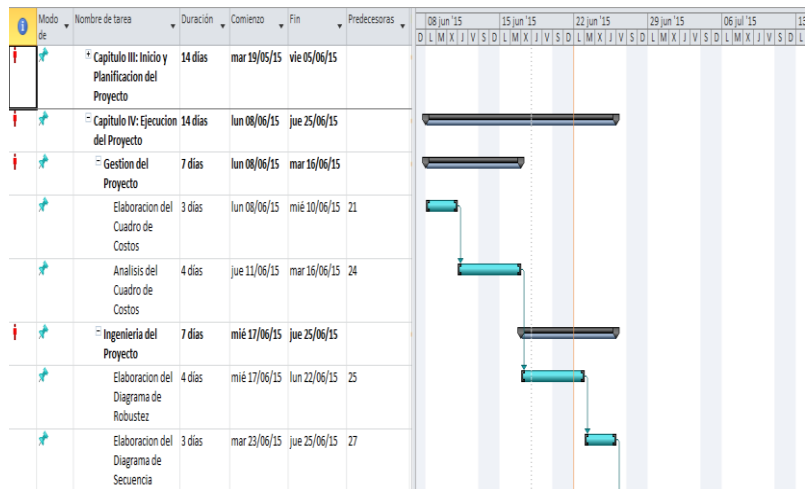 Modo de
Nombre de tarea
Duración
Comienzo
Fin
Predecesoras
08 jun '15
15 jun '15
22 jun '15
29 jun '15
06 jul '15
13
D L M X J V S D L M X J V S D L M X J V S D L M X J V S D L M X J V S D L
Capitulo III: Inicio y 14 días mar 19/05/15 vie 05/06/15
Planificacion del
Proyecto
Capitulo IV: Ejecucion 14 días lun 08/06/15 jue 25/06/15
del Proyecto
Gestion del 7 días lun 08/06/15 mar 16/06/15
Proyecto
Elaboracion del 3 días lun 08/06/15 mié 10/06/15 21
Cuadro de
Costos
Analisis del 4 días jue 11/06/15 mar 16/06/15 24
Cuadro de
Costos
Ingenieria del 7 días mié 17/06/15 jue 25/06/15
Proyecto
Elaboracion del 4 días mié 17/06/15 lun 22/06/15 25
Diagrama de
Robustez
Elaboracion del 3 días mar 23/06/15 jue 25/06/15 27
Diagrama de
Secuencia